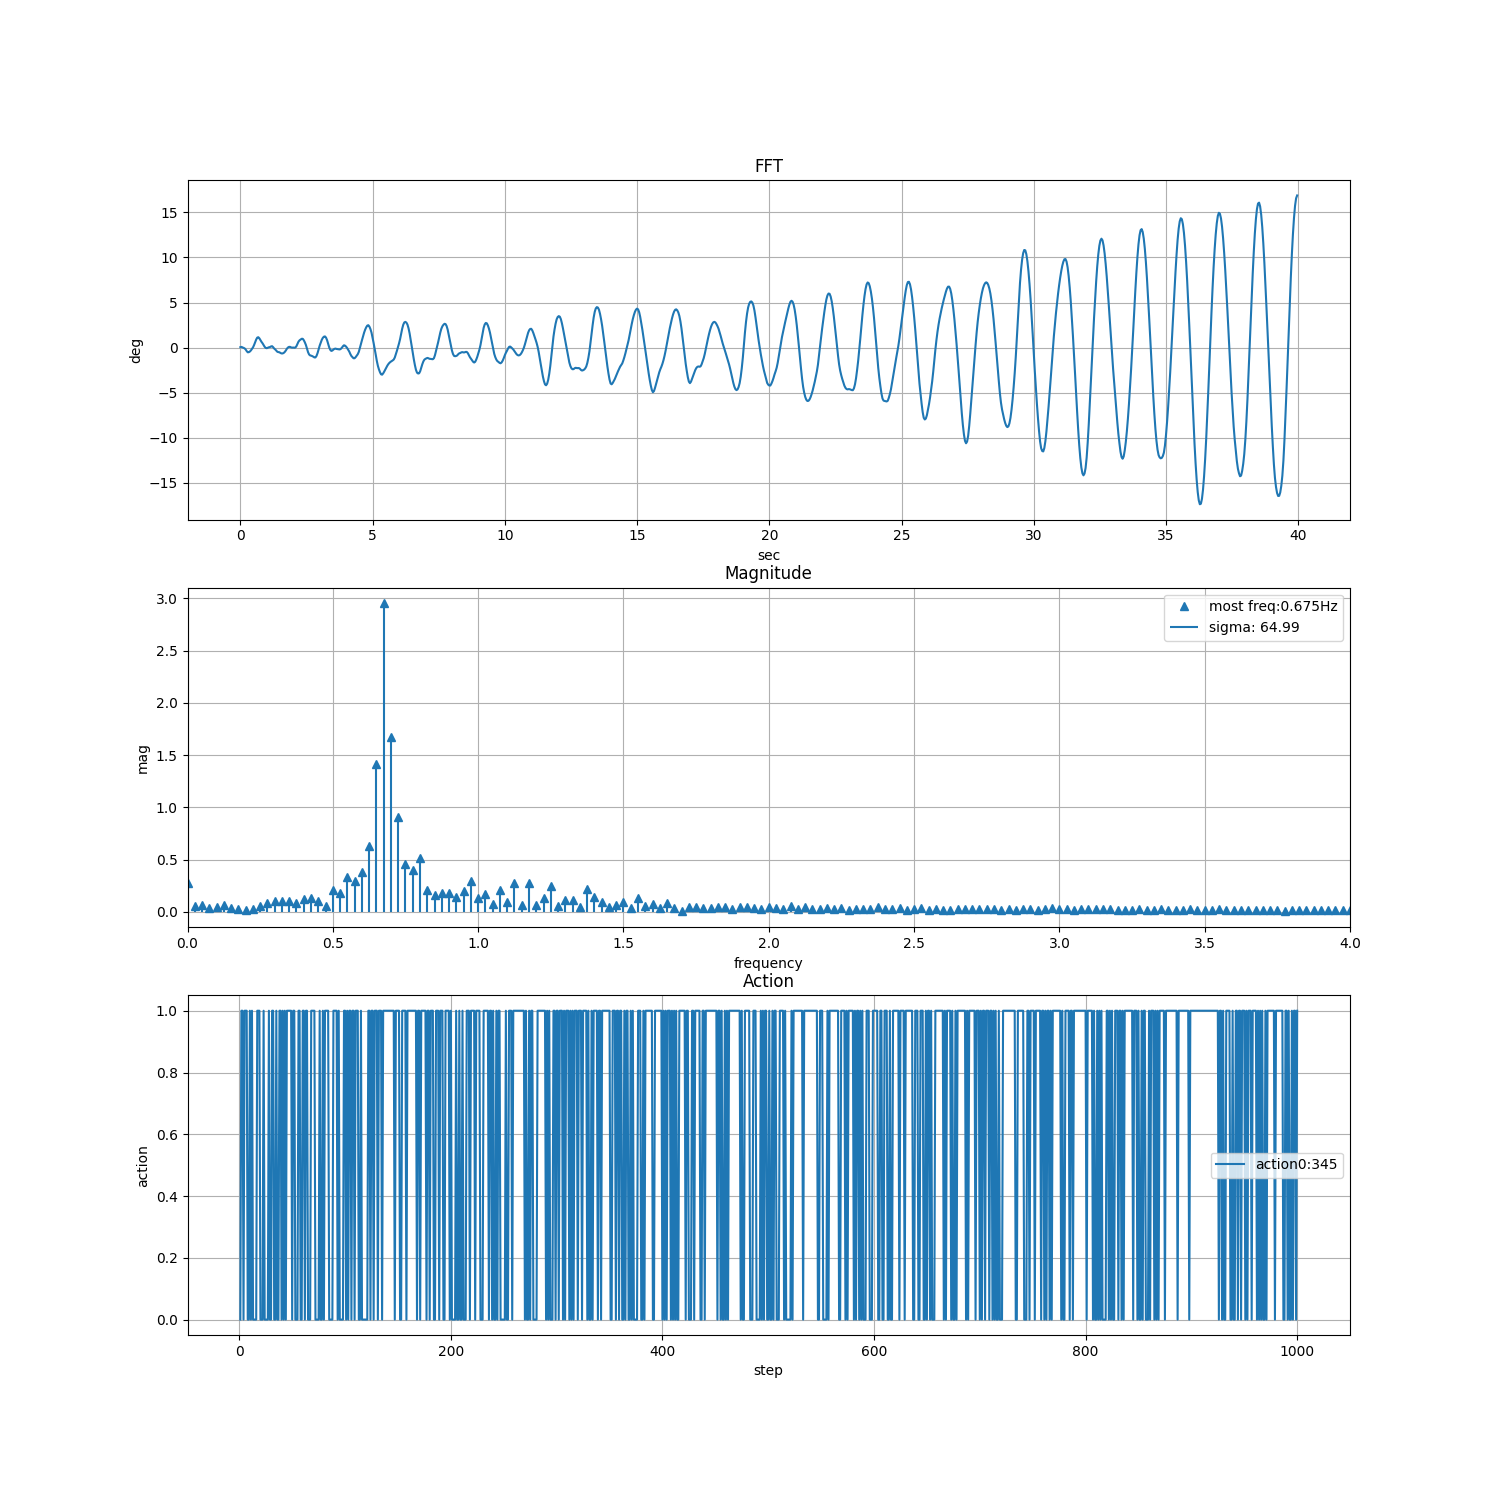 FFT
15
10
5
0
−5
−10
−15
deg
0 5 10 15 20 25 30 35 40
sec
Magnitude
3.0
2.5
2.0
1.5
1.0
0.5
0.0
mag
most freq:0.675Hz
sigma: 64.99
0.0 0.5 1.0 1.5 2.0 2.5 3.0 3.5 4.0
frequency
Action
1.0
0.8
0.6
0.4
0.2
0.0
action
action0:345
0 200 400 600 800 1000
step